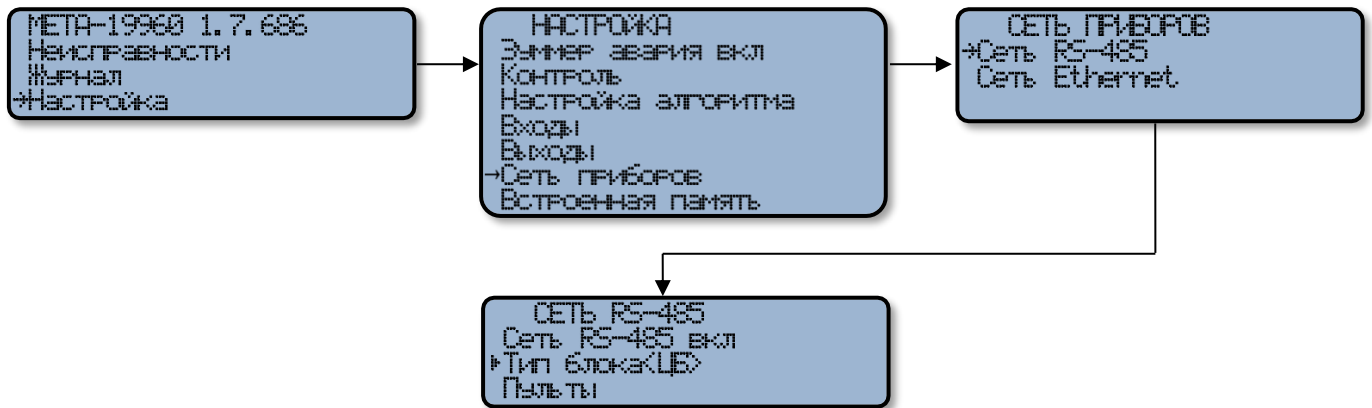 МЕТА-19960 1.7.686
Неисправности
Журнал
→Настройка
НАСТРОЙКА
Зуммер авария вкл
Контроль
Настройка алгоритма
Входы
Выходы
→Сеть приборов
Встроенная память
СЕТЬ ПРИБОРОВ
→Сеть RS-485
Сеть Ethernet
СЕТЬ RS-485
Сеть RS-485 вкл
Тип блока<ЦБ>
Пульты